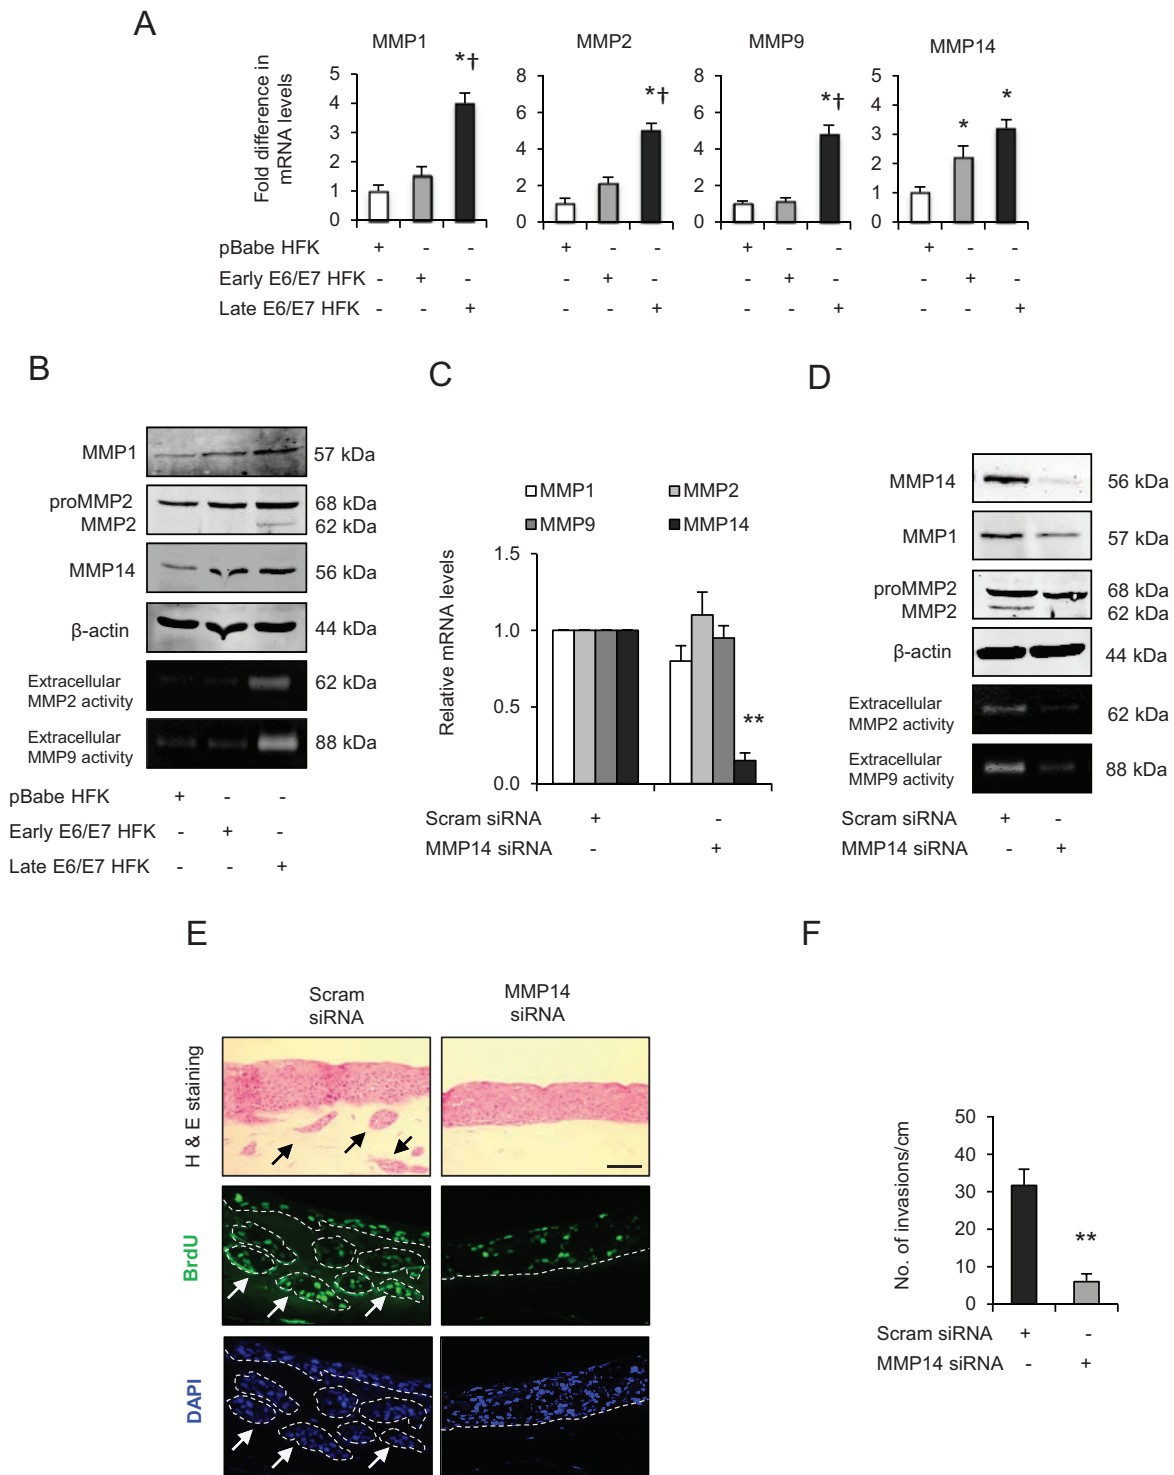 A
MMP1 MMP2 MMP9 MMP14
Fold difference in
mRNA levels
5
4
3
2
1
0
*†
8
6
4
2
0
*†
8
6
4
2
0
*†
5
4
3
2
1
0
* *
pBabe HFK + - - + - - + - - + - -
Early E6/E7 HFK - + - - + - - + - - + -
Late E6/E7 HFK - - + - - + - - + - - +
B
MMP1 57 kDa
proMMP2 68 kDa
MMP2 62 kDa
MMP14 56 kDa
β-actin 44 kDa
Extracellular
MMP2 activity 62 kDa
Extracellular
MMP9 activity 88 kDa
pBabe HFK + - -
Early E6/E7 HFK - + -
Late E6/E7 HFK - - +
C
MMP1 MMP2
MMP9 MMP14
Relative mRNA levels
1.5
1.0
0.5
0.0
**
Scram siRNA + -
MMP14 siRNA - +
D
MMP14 56 kDa
MMP1 57 kDa
proMMP2 68 kDa
MMP2 62 kDa
β-actin 44 kDa
Extracellular
MMP2 activity 62 kDa
Extracellular
MMP9 activity 88 kDa
Scram siRNA + -
MMP14 siRNA - +
E
Scram
siRNA
MMP14
siRNA
H & E staining
BrdU
DAPI
F
No. of invasions/cm
50
40
30
20
10
0
**
Scram siRNA + -
MMP14 siRNA - +